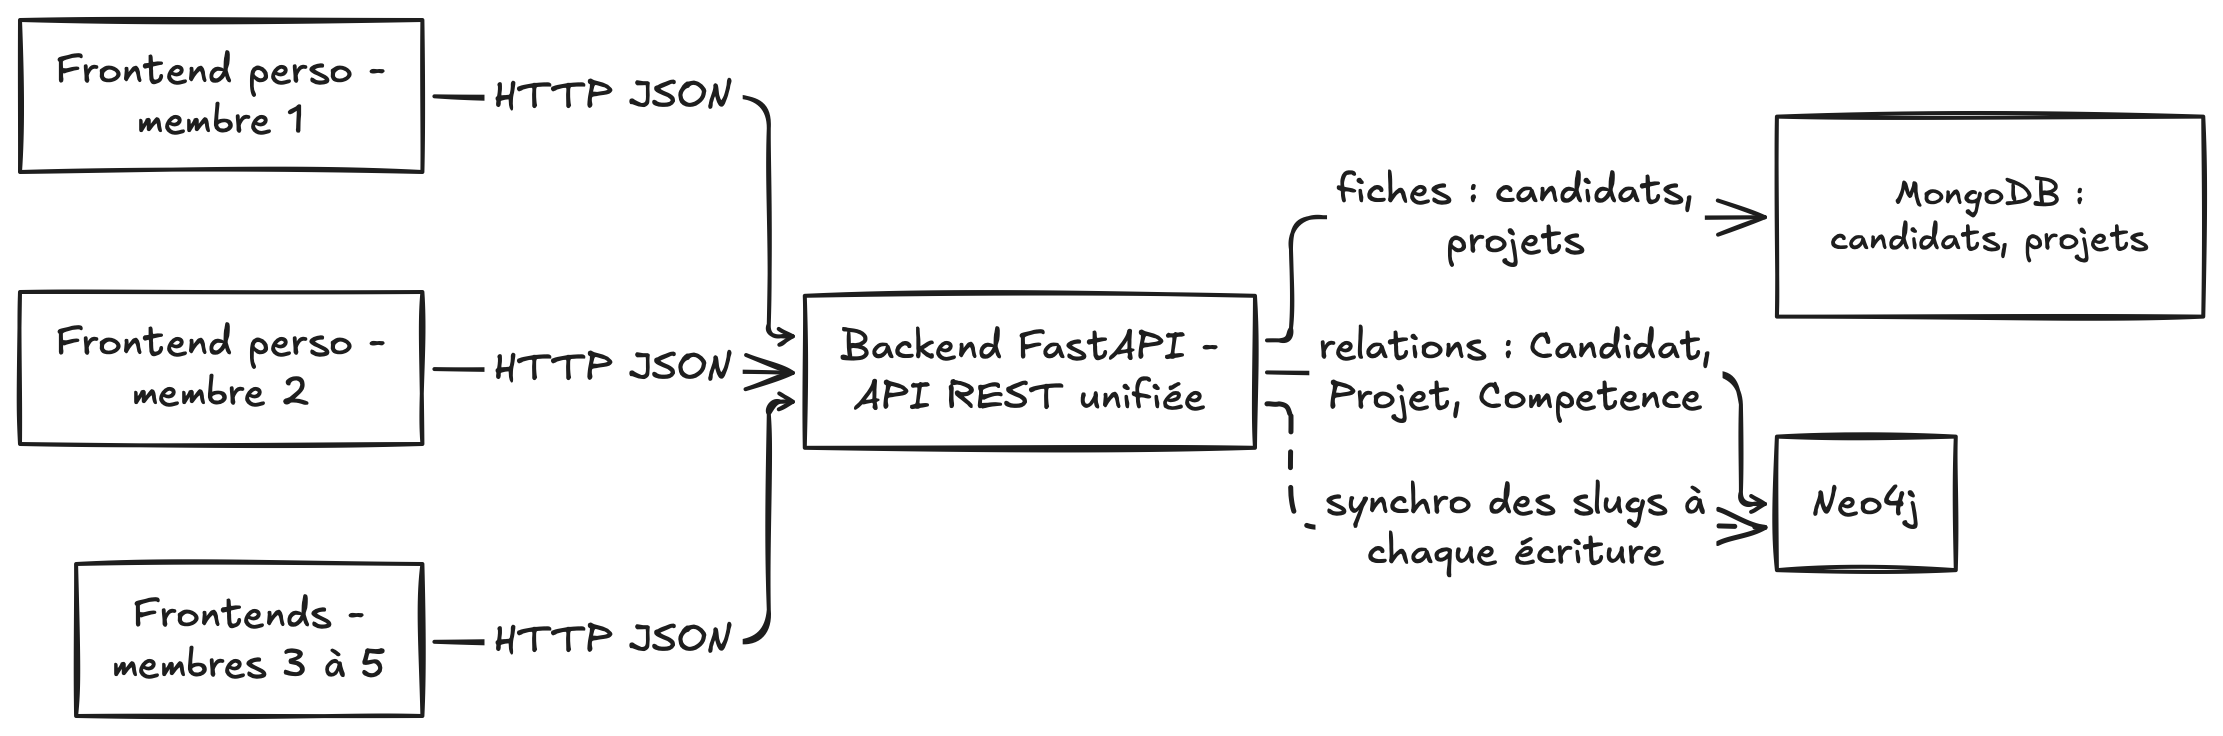 Frontend perso -
membre 1
HTTP JSON
Frontend perso -
membre 2
HTTP JSON
Frontends -
membres 3 à 5
HTTP JSON
Backend FastAPI -
API REST unifiée
fiches : candidats,
projets
relations : Candidat,
Projet, Competence
synchro des slugs à
chaque écriture
MongoDB :
candidats, projets
Neo4j